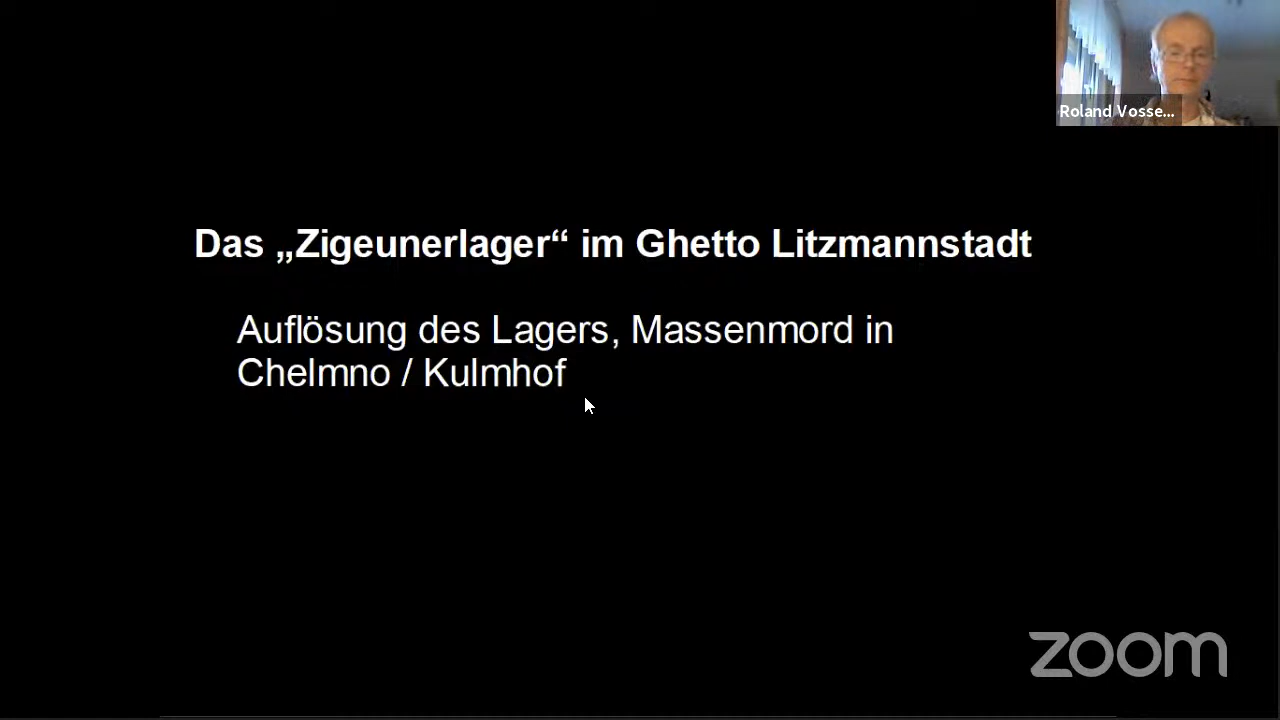 Roland Vosse...
Das „Zigeunerlager“ im Ghetto Litzmannstadt
Auflösung des Lagers, Massenmord in
Chelmno / Kulmhof
zoom